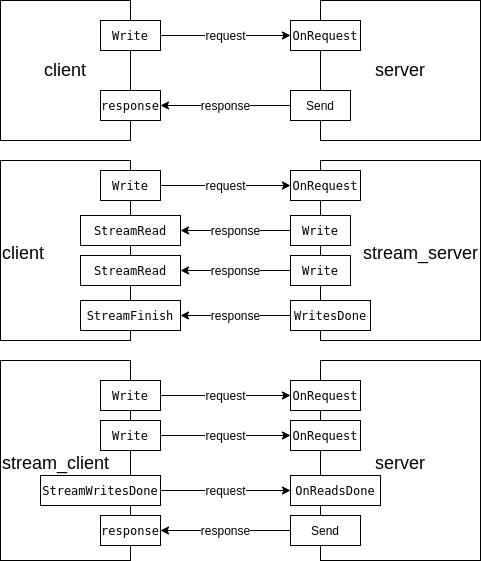 Write request OnRequest
client server
response response Send
Write request OnRequest
StreamRead response Write
client stream_server
StreamRead response Write
StreamFinish response WritesDone
Write request OnRequest
Write request OnRequest
stream_client server
StreamWritesDone request OnReadsDone
response response Send